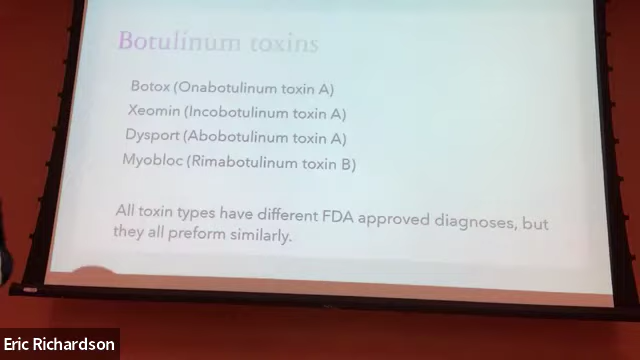 Botulinum toxins
Botox (Onabotulinum toxin A)
Xeomin (Incobotulinum toxin A)
Dysport (Abobotulinum toxin A)
Myobloc (Rimabotulinum toxin B)
All toxin types have different FDA approved diagnoses, but
they all preform similarly.
Eric Richardson